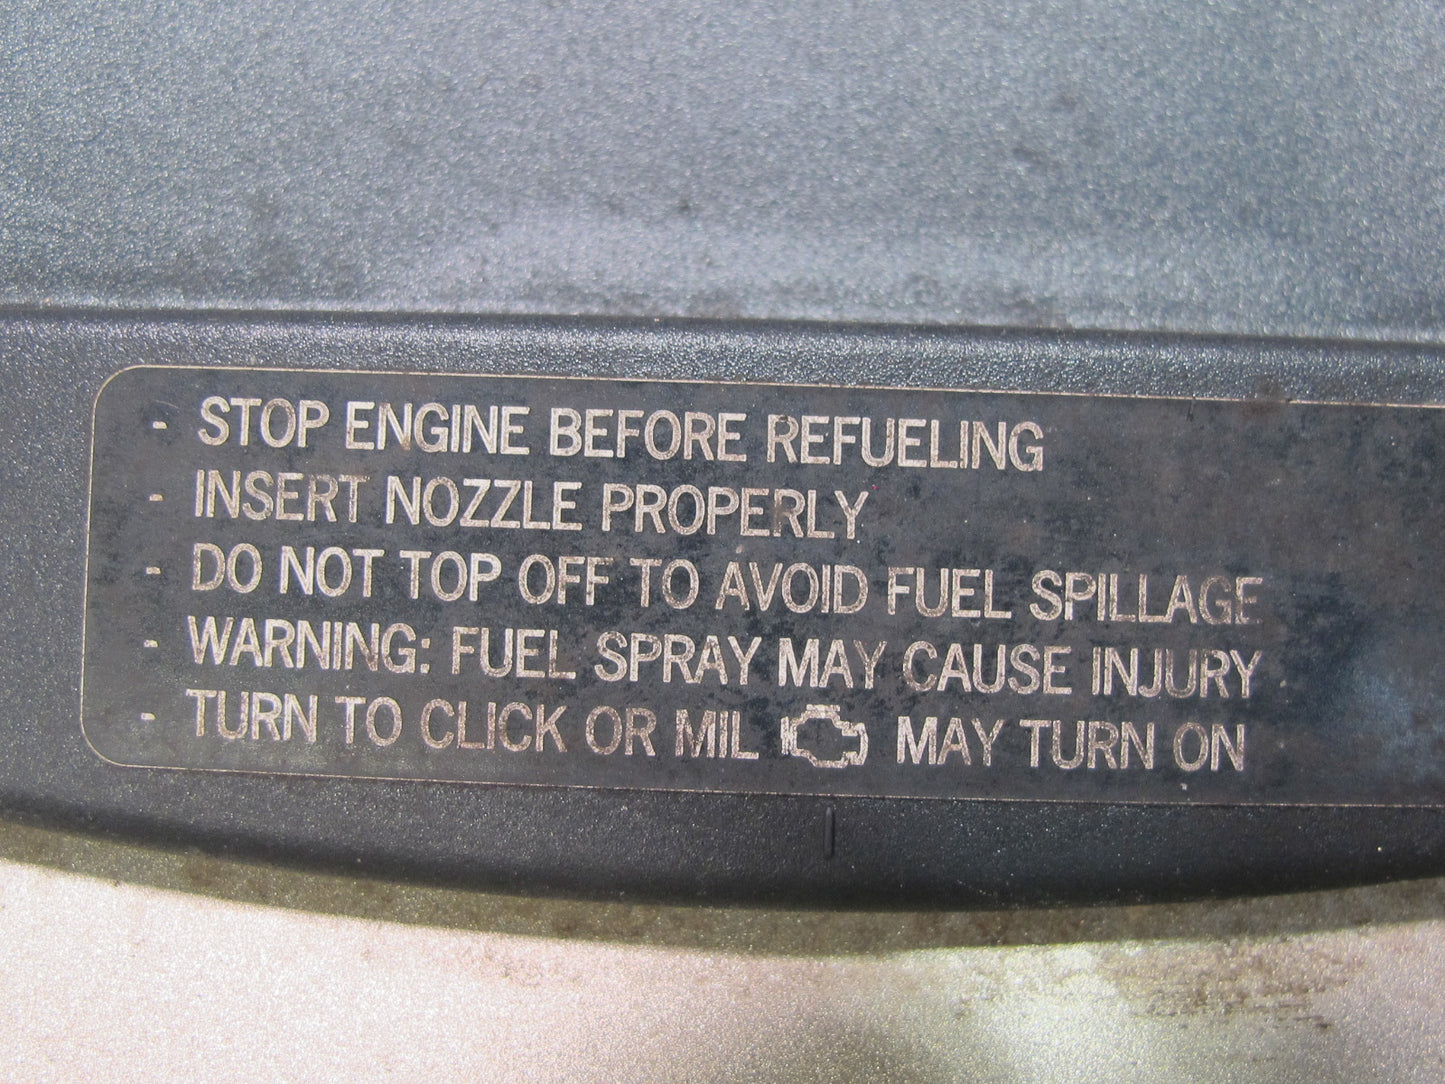 - STOP ENGINE BEFORE REFUELING
- INSERT NOZZLE PROPERLY
- DO NOT TOP OFF TO AVOID FUEL SPILLAGE
- WARNING: FUEL SPRAY MAY CAUSE INJURY
- TURN TO CLICK OR MIL MAY TURN ON